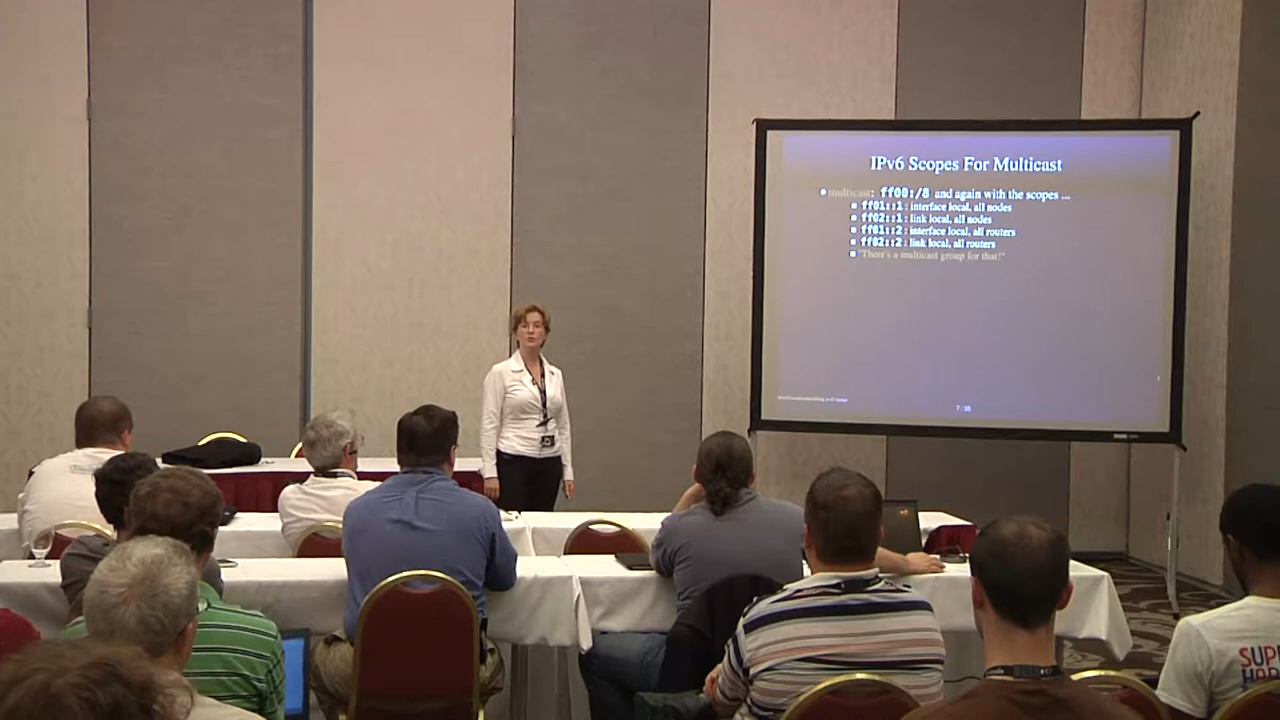 IPv6 Scopes For Multicast
multicast: ff00:/8 and again with the scopes ...
ff01::1 : interface local, all nodes
ff02::1 : link local, all nodes
ff01::2 : interface local, all routers
ff02::2 : link local, all routers
"There's a multicast group for that!"
7 / 35